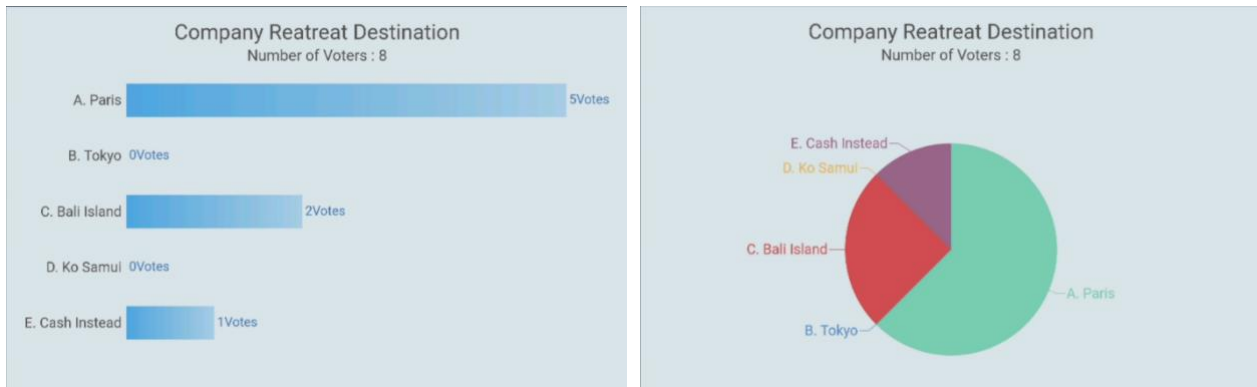 Company Reatreat Destination
Number of Voters : 8
A. Paris
5Votes
B. Tokyo
0Votes
C. Bali Island
2Votes
D. Ko Samui
0Votes
E. Cash Instead
1Votes
Company Reatreat Destination
Number of Voters : 8
E. Cash Instead
D. Ko Samui
C. Bali Island
A. Paris
B. Tokyo